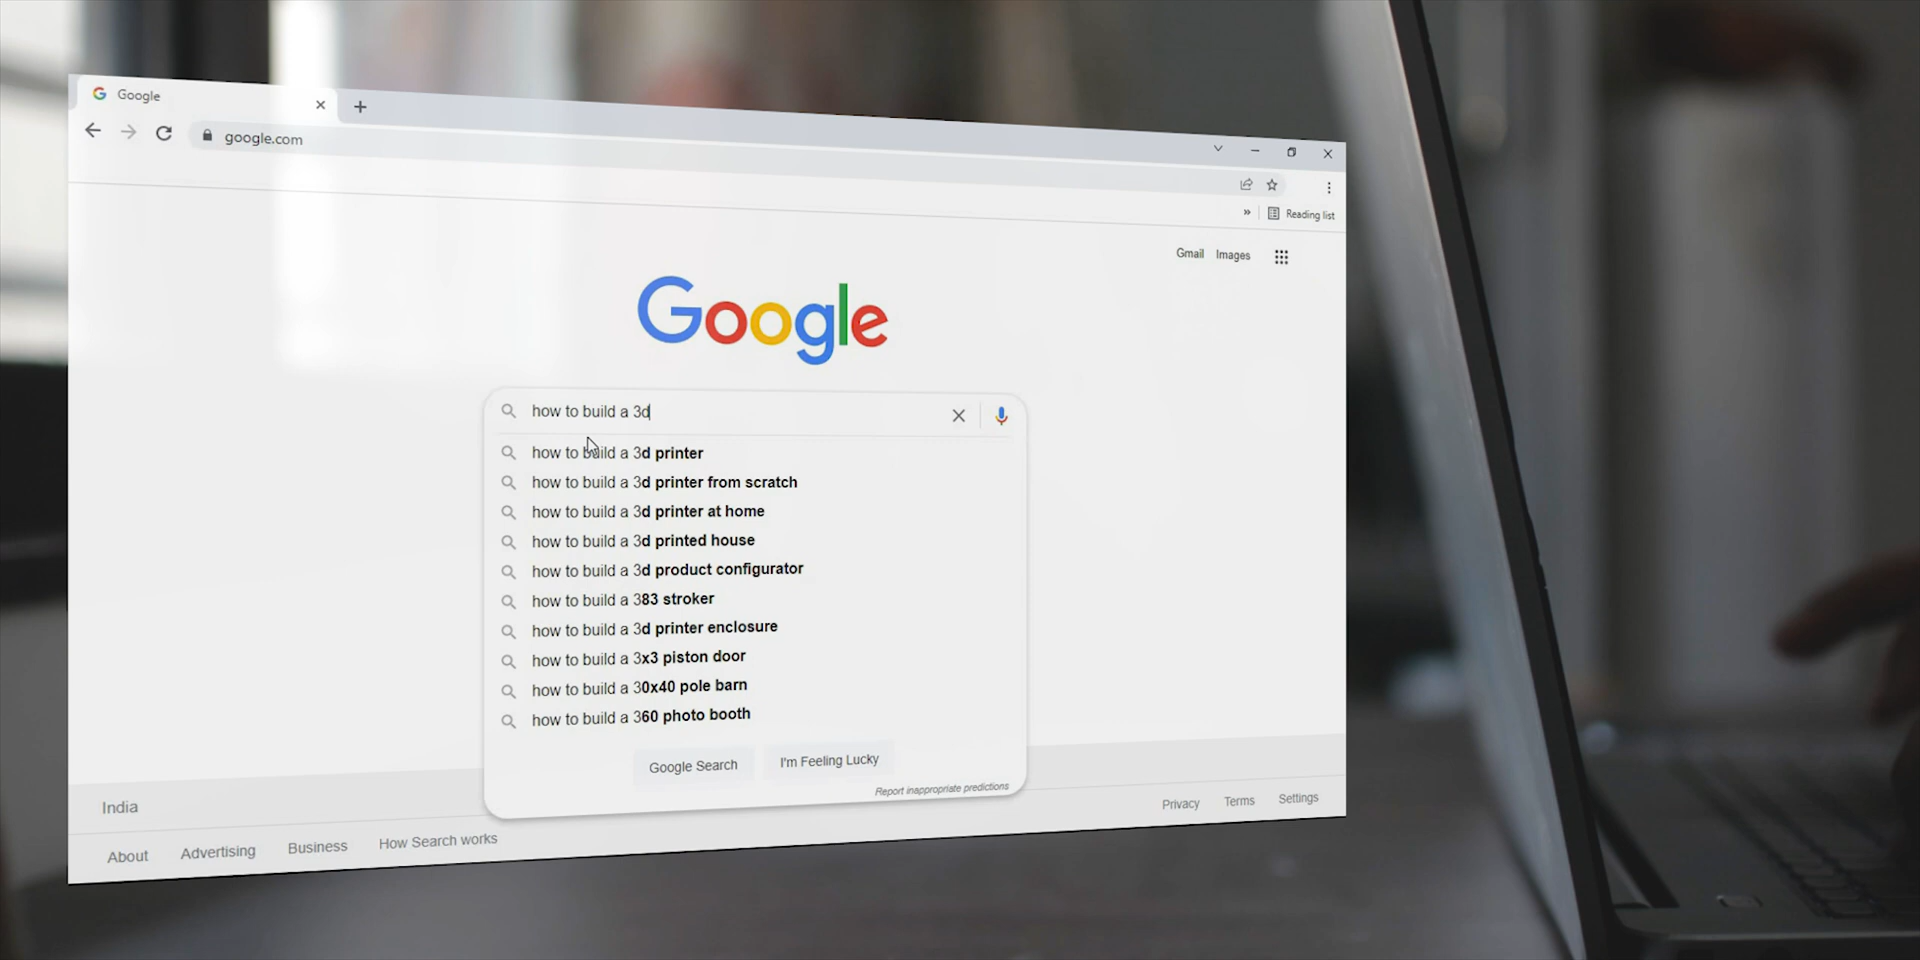 Google
google.com
Reading list
Gmail Images
Google
how to build a 3d
how to build a 3d printer
how to build a 3d printer from scratch
how to build a 3d printer at home
how to build a 3d printed house
how to build a 3d product configurator
how to build a 383 stroker
how to build a 3d printer enclosure
how to build a 3x3 piston door
how to build a 30x40 pole barn
how to build a 360 photo booth
Google Search I'm Feeling Lucky
Report inappropriate predictions
India
About Advertising Business How Search works Privacy Terms Settings